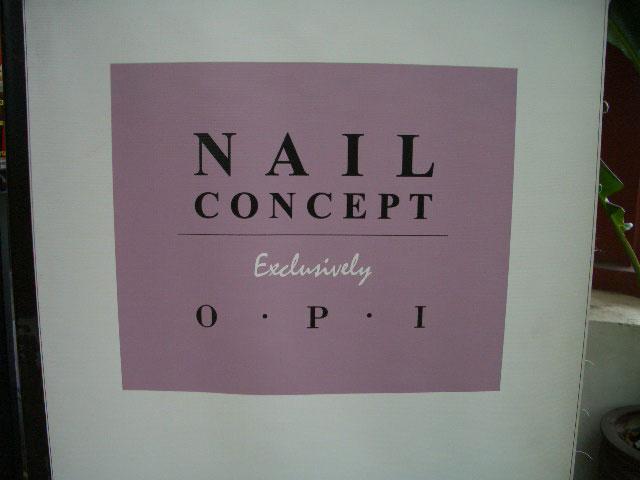 NAIL
CONCEPT
Exclusively
O · P · I